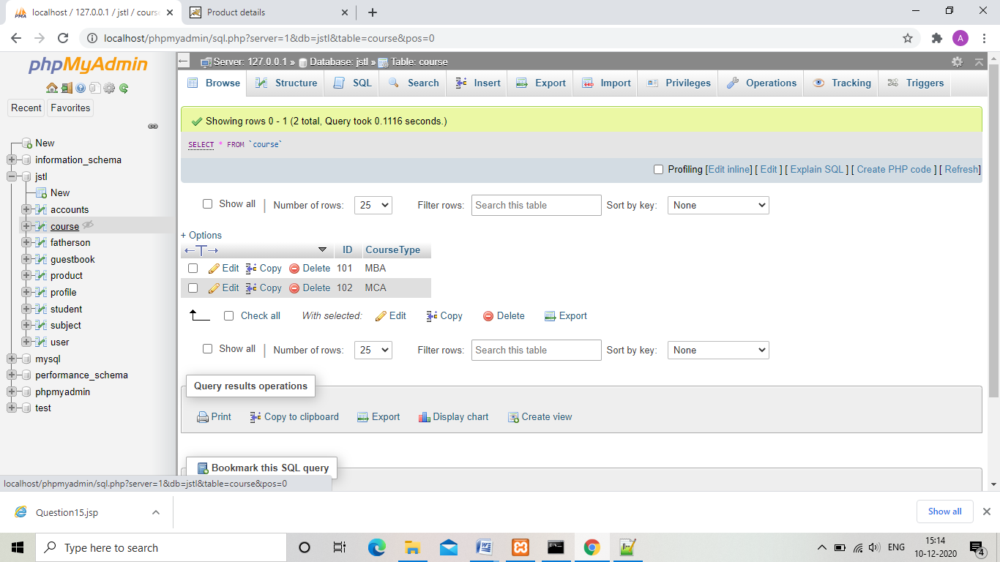 localhost / 127.0.0.1 / jstl / cours
Product details
localhost/phpmyadmin/sql.php?server=1&db=jstl&table=course&pos=0
A
phpMyAdmin
Recent
Favorites
New
information_schema
jstl
New
accounts
course
fatherson
guestbook
product
profile
student
subject
user
mysql
performance_schema
phpmyadmin
test
Server: 127.0.0.1 » Database: jstl » Table: course
Browse Structure SQL Search Insert Export Import Privileges Operations Tracking Triggers
Showing rows 0 - 1 (2 total, Query took 0.1116 seconds.)
SELECT * FROM `course`
Profiling [Edit inline] [ Edit ] [ Explain SQL ] [ Create PHP code ] [ Refresh]
Show all | Number of rows: 25 Filter rows: Search this table Sort by key: None
+ Options
ID CourseType
Edit Copy Delete 101 MBA
Edit Copy Delete 102 MCA
Check all With selected: Edit Copy Delete Export
Show all | Number of rows: 25 Filter rows: Search this table Sort by key: None
Query results operations
Print Copy to clipboard Export Display chart Create view
Bookmark this SQL query
localhost/phpmyadmin/sql.php?server=1&db=jstl&table=course&pos=0
Question15.jsp
Show all
Type here to search
ENG
15:14
10-12-2020
4